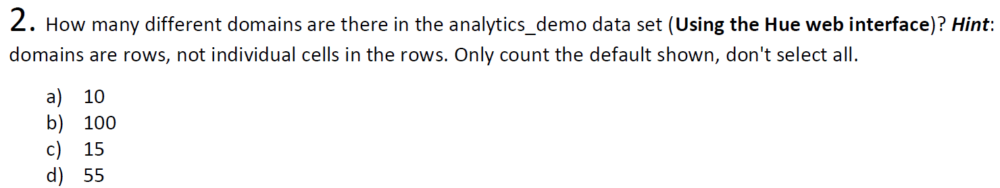 2. How many different domains are there in the analytics_demo data set (Using the Hue web interface)? Hint:
domains are rows, not individual cells in the rows. Only count the default shown, don't select all.
a) 10
b) 100
c) 15
d) 55